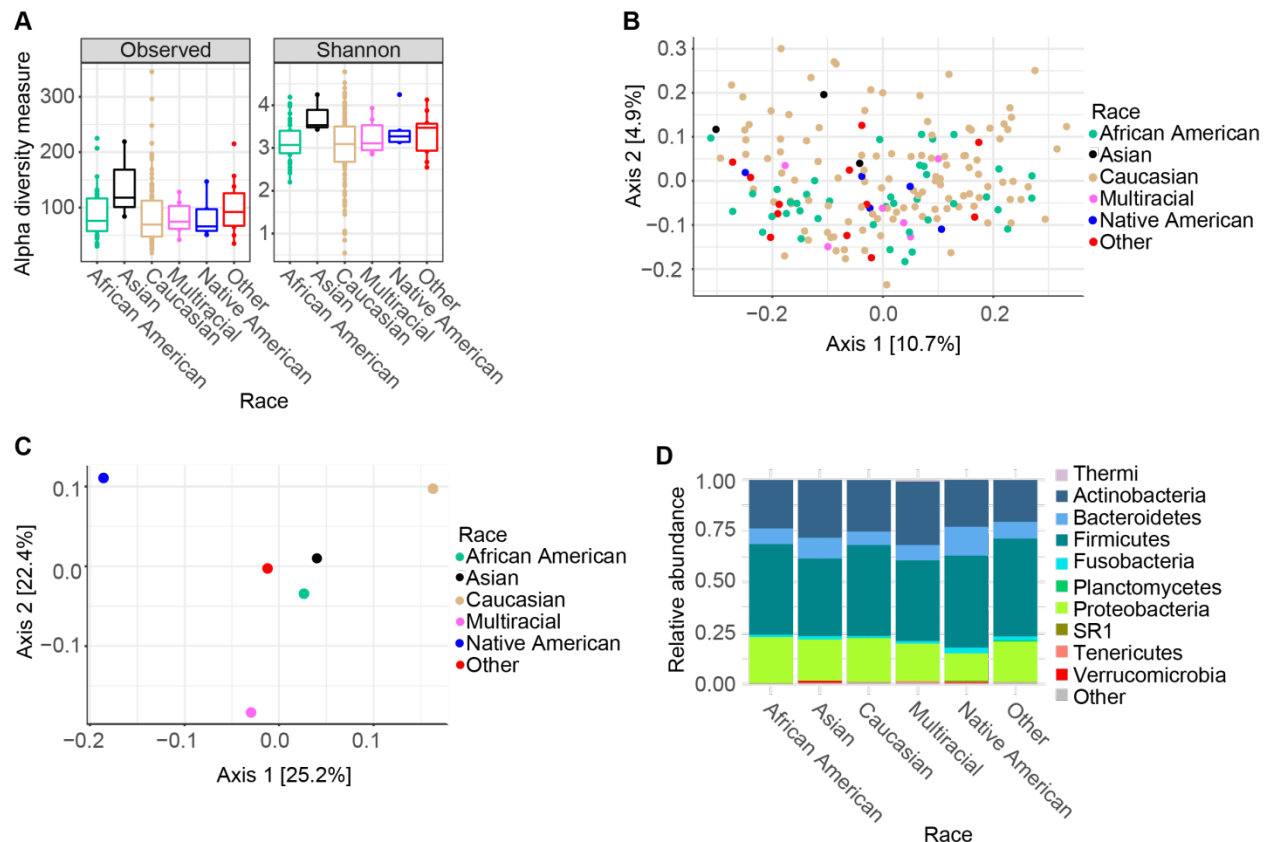 A
Observed
Shannon
Alpha diversity measure
300
200
100
4
3
2
1
African American
Asian
Caucasian
Multiracial
Native American
Other
African American
Asian
Caucasian
Multiracial
Native American
Other
Race
B
Axis 2 [4.9%]
0.3
0.2
0.1
0.0
−0.1
−0.2
−0.2
0.0
0.2
Axis 1 [10.7%]
Race
African American
Asian
Caucasian
Multiracial
Native American
Other
C
Axis 2 [22.4%]
0.1
0.0
−0.1
−0.2
−0.1
0.0
0.1
Axis 1 [25.2%]
Race
African American
Asian
Caucasian
Multiracial
Native American
Other
D
Relative abundance
1.00
0.75
0.50
0.25
0.00
African American
Asian
Caucasian
Multiracial
Native American
Other
Race
Thermi
Actinobacteria
Bacteroidetes
Firmicutes
Fusobacteria
Planctomycetes
Proteobacteria
SR1
Tenericutes
Verrucomicrobia
Other